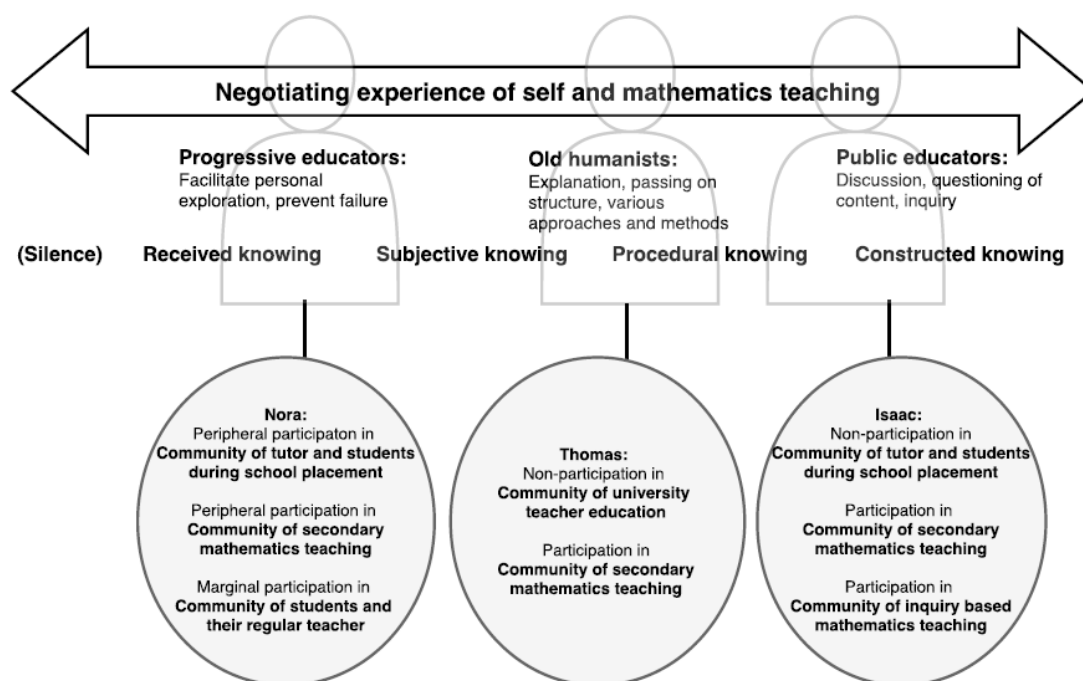 Negotiating experience of self and mathematics teaching
Progressive educators:
Facilitate personal
exploration, prevent failure
Old humanists:
Explanation, passing on
structure, various
approaches and methods
Public educators:
Discussion, questioning of
content, inquiry
(Silence) Received knowing Subjective knowing Procedural knowing Constructed knowing
Nora:
Peripheral participaton in
Community of tutor and students
during school placement
Peripheral participation in
Community of secondary
mathematics teaching
Marginal participation in
Community of students and
their regular teacher
Thomas:
Non-participation in
Community of university
teacher education
Participation in
Community of secondary
mathematics teaching
Isaac:
Non-participation in
Community of tutor and students
during school placement
Participation in
Community of secondary
mathematics teaching
Participation in
Community of inquiry based
mathematics teaching